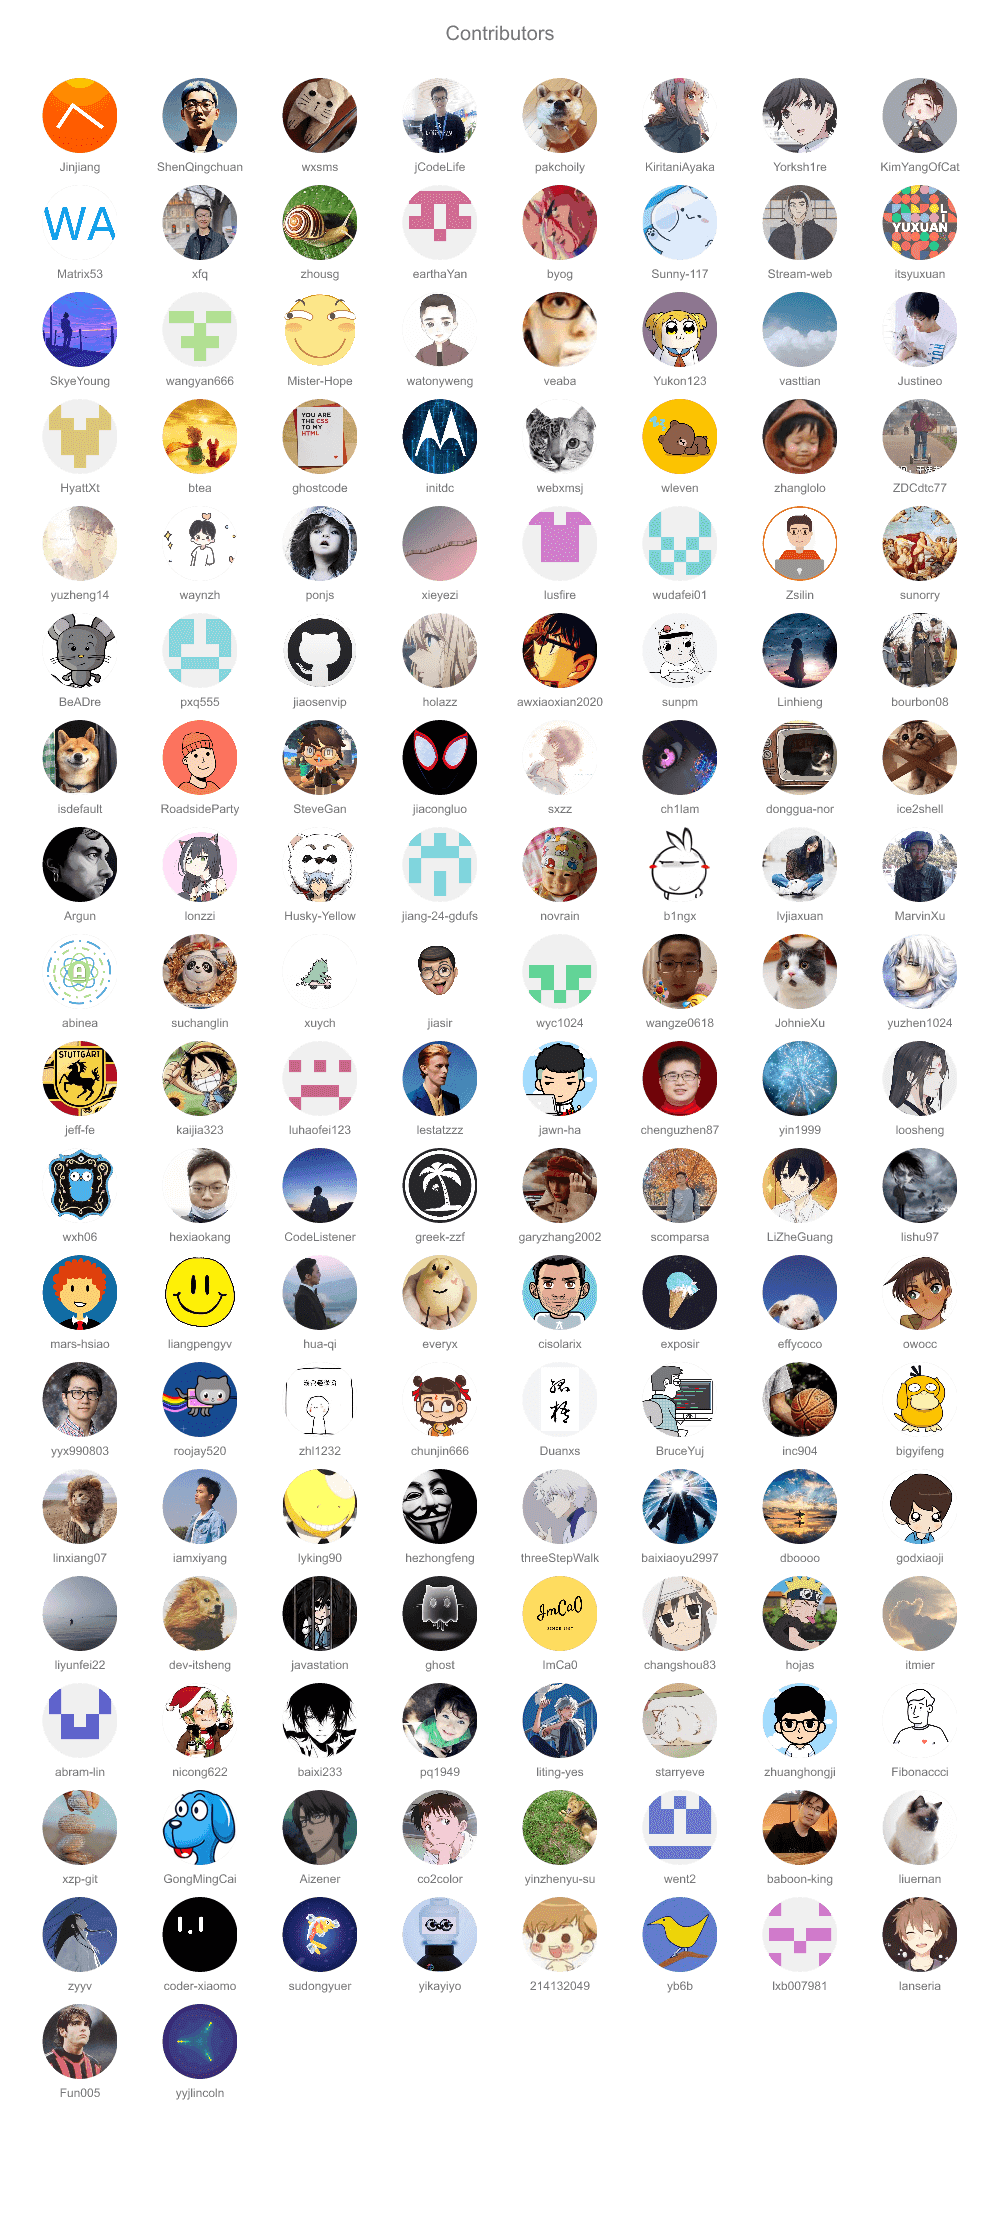 Contributors
Jinjiang ShenQingchuan wxsms jCodeLife pakchoily KiritaniAyaka Yorksh1re KimYangOfCat
WA
LT
YUXUAN
Matrix53 xfq zhousg earthaYan byog Sunny-117 Stream-web itsyuxuan
SkyeYoung wangyan666 Mister-Hope watonyweng veaba Yukon123 vasttian Justineo
YOU ARE
THE CSS
TO MY
HTML
HyattXt btea ghostcode initdc webxmsj wleven zhanglolo ZDCdtc77
yuzheng14 waynzh ponjs xieyezi lusfire wudafei01 Zsilin sunorry
BeADre pxq555 jiaosenvip holazz awxiaoxian2020 sunpm Linhieng bourbon08
isdefault RoadsideParty SteveGan jiacongluo sxzz ch1lam donggua-nor ice2shell
Argun lonzzi Husky-Yellow jiang-24-gdufs novrain b1ngx lvjiaxuan MarvinXu
abinea suchanglin xuych jiasir wyc1024 wangze0618 JohnieXu yuzhen1024
STUTTGART
jeff-fe kaijia323 luhaofei123 lestatzzz jawn-ha chenguzhen87 yin1999 loosheng
wxh06 hexiaokang CodeListener greek-zzf garyzhang2002 scomparsa LiZheGuang lishu97
mars-hsiao liangpengyv hua-qi everyx cisolarix exposir effycoco owocc
yyx990803 roojay520 zhl1232 chunjin666 Duanxs BruceYuj inc904 bigyifeng
linxiang07 iamxiyang lyking90 hezhongfeng threeStepWalk baixiaoyu2997 dboooo godxiaoji
JmCaO
liyunfei22 dev-itsheng javastation ghost lmCa0 changshou83 hojas itmier
abram-lin nicong622 baixi233 pq1949 liting-yes starryeve zhuanghongji Fibonaccci
xzp-git GongMingCai Aizener co2color yinzhenyu-su went2 baboon-king liuernan
zyyv coder-xiaomo sudongyuer yikayiyo 214132049 yb6b lxb007981 lanseria
Fun005 yyjlincoln